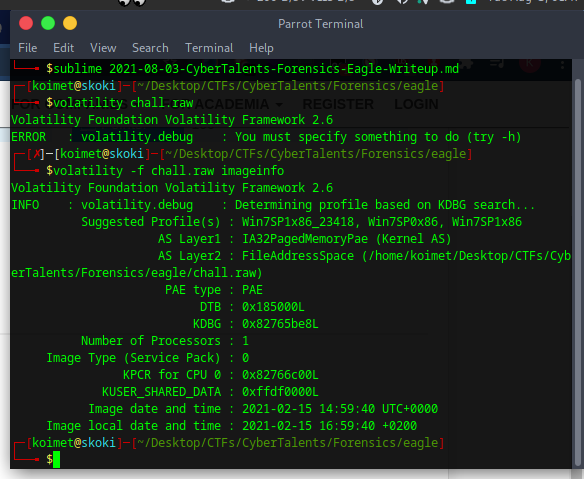 Parrot Terminal
File Edit View Search Terminal Help
$sublime 2021-08-03-CyberTalents-Forensics-Eagle-Writeup.md
[koimet@skoki]─[~/Desktop/CTFs/CyberTalents/Forensics/eagle]
$volatility chall.raw
ACADEMIA REGISTER LOGIN
Volatility Foundation Volatility Framework 2.6
ERROR : volatility.debug : You must specify something to do (try -h)
[✗]─[koimet@skoki]─[~/Desktop/CTFs/CyberTalents/Forensics/eagle]
$volatility -f chall.raw imageinfo
Volatility Foundation Volatility Framework 2.6
INFO : volatility.debug : Determining profile based on KDBG search...
Suggested Profile(s) : Win7SP1x86_23418, Win7SP0x86, Win7SP1x86
AS Layer1 : IA32PagedMemoryPae (Kernel AS)
AS Layer2 : FileAddressSpace (/home/koimet/Desktop/CTFs/Cyb
erTalents/Forensics/eagle/chall.raw)
PAE type : PAE
DTB : 0x185000L
KDBG : 0x82765be8L
Number of Processors : 1
Image Type (Service Pack) : 0
KPCR for CPU 0 : 0x82766c00L
KUSER_SHARED_DATA : 0xffdf0000L
Image date and time : 2021-02-15 14:59:40 UTC+0000
Image local date and time : 2021-02-15 16:59:40 +0200
[koimet@skoki]─[~/Desktop/CTFs/CyberTalents/Forensics/eagle]
$